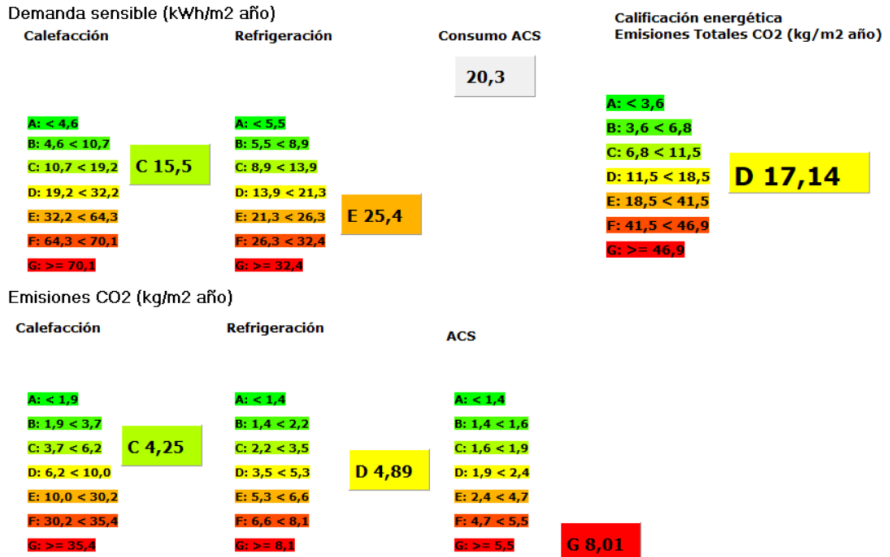 Demanda sensible (kWh/m2 año)
Calefacción
Refrigeración
Consumo ACS
Calificación energética
Emisiones Totales CO2 (kg/m2 año)
20,3
A: < 4,6
B: 4,6 < 10,7
C: 10,7 < 19,2
D: 19,2 < 32,2
E: 32,2 < 64,3
F: 64,3 < 70,1
G: >= 70,1
C 15,5
A: < 5,5
B: 5,5 < 8,9
C: 8,9 < 13,9
D: 13,9 < 21,3
E: 21,3 < 26,3
F: 26,3 < 32,4
G: >= 32,4
E 25,4
A: < 3,6
B: 3,6 < 6,8
C: 6,8 < 11,5
D: 11,5 < 18,5
E: 18,5 < 41,5
F: 41,5 < 46,9
G: >= 46,9
D 17,14
Emisiones CO2 (kg/m2 año)
Calefacción
Refrigeración
ACS
A: < 1,9
B: 1,9 < 3,7
C: 3,7 < 6,2
D: 6,2 < 10,0
E: 10,0 < 30,2
F: 30,2 < 35,4
G: >= 35,4
C 4,25
A: < 1,4
B: 1,4 < 2,2
C: 2,2 < 3,5
D: 3,5 < 5,3
E: 5,3 < 6,6
F: 6,6 < 8,1
G: >= 8,1
D 4,89
A: < 1,4
B: 1,4 < 1,6
C: 1,6 < 1,9
D: 1,9 < 2,4
E: 2,4 < 4,7
F: 4,7 < 5,5
G: >= 5,5
G 8,01